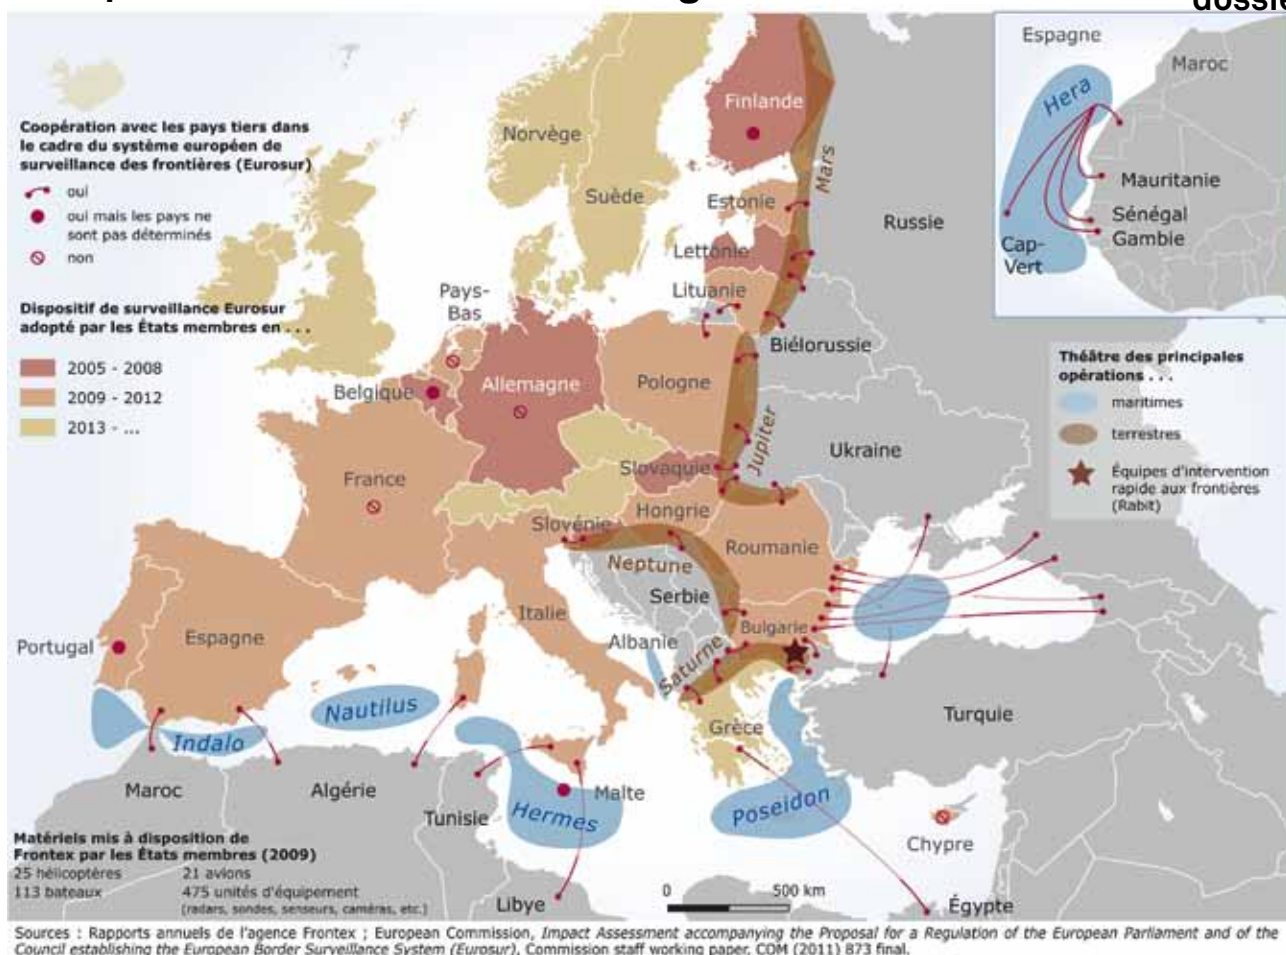 dossie
Espagne
Maroc
Hera
Mauritanie
Sénégal
Gambie
Cap-
Vert
Coopération avec les pays tiers dans
le cadre du système européen de
surveillance des frontières (Eurosur)
oui
oui mais les pays ne
sont pas déterminés
non
Dispositif de surveillance Eurosur
adopté par les États membres en . . .
2005 - 2008
2009 - 2012
2013 - ...
Finlande
Norvège
Suède
Mars
Estonie
Russie
Lettonie
Lituanie
Pays-
Bas
Biélorussie
Belgique
Allemagne
Pologne
Jupiter
Ukraine
Théâtre des principales
opérations . . .
maritimes
terrestres
Équipes d'intervention
rapide aux frontières
(Rabit)
France
Slovaquie
Slovénie
Hongrie
Roumanie
Neptune
Serbie
Italie
Albanie
Bulgarie
Saturne
Portugal
Espagne
Nautilus
Indalo
Grèce
Turquie
Maroc
Algérie
Tunisie
Hermes
Malte
Poseidon
Chypre
Matériels mis à disposition de
Frontex par les États membres (2009)
25 hélicoptères 21 avions
113 bateaux 475 unités d'équipement
(radars, sondes, senseurs, caméras, etc.)
Libye
0 500 km
Égypte
Sources : Rapports annuels de l'agence Frontex ; European Commission, Impact Assessment accompanying the Proposal for a Regulation of the European Parliament and of the
Council establishing the European Border Surveillance System (Eurosur), Commission staff working paper, COM (2011) 873 final.